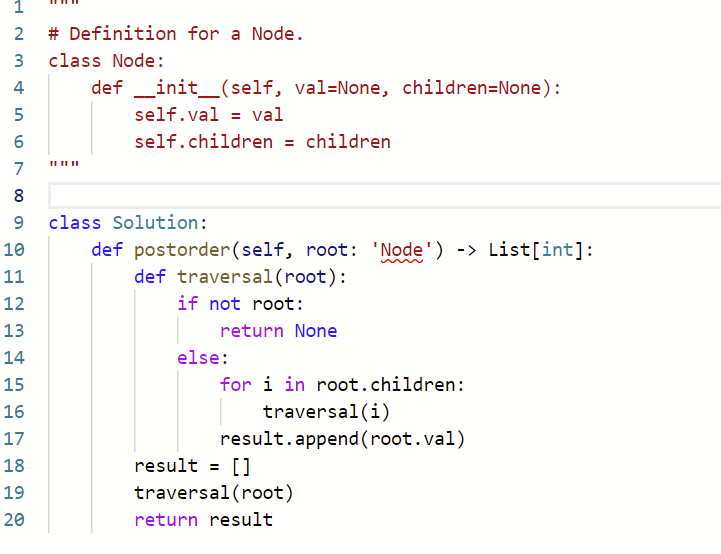 1 """
2 # Definition for a Node.
3 class Node:
4     def __init__(self, val=None, children=None):
5         self.val = val
6         self.children = children
7 """
8
9 class Solution:
10     def postorder(self, root: 'Node') -> List[int]:
11         def traversal(root):
12             if not root:
13                 return None
14             else:
15                 for i in root.children:
16                     traversal(i)
17                 result.append(root.val)
18         result = []
19         traversal(root)
20         return result